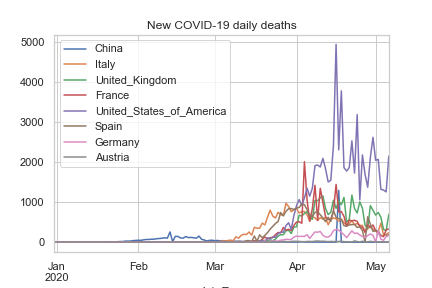 New COVID-19 daily deaths
5000
4000
3000
2000
1000
0
China
Italy
United_Kingdom
France
United_States_of_America
Spain
Germany
Austria
Jan
2020
Feb
Mar
Apr
May